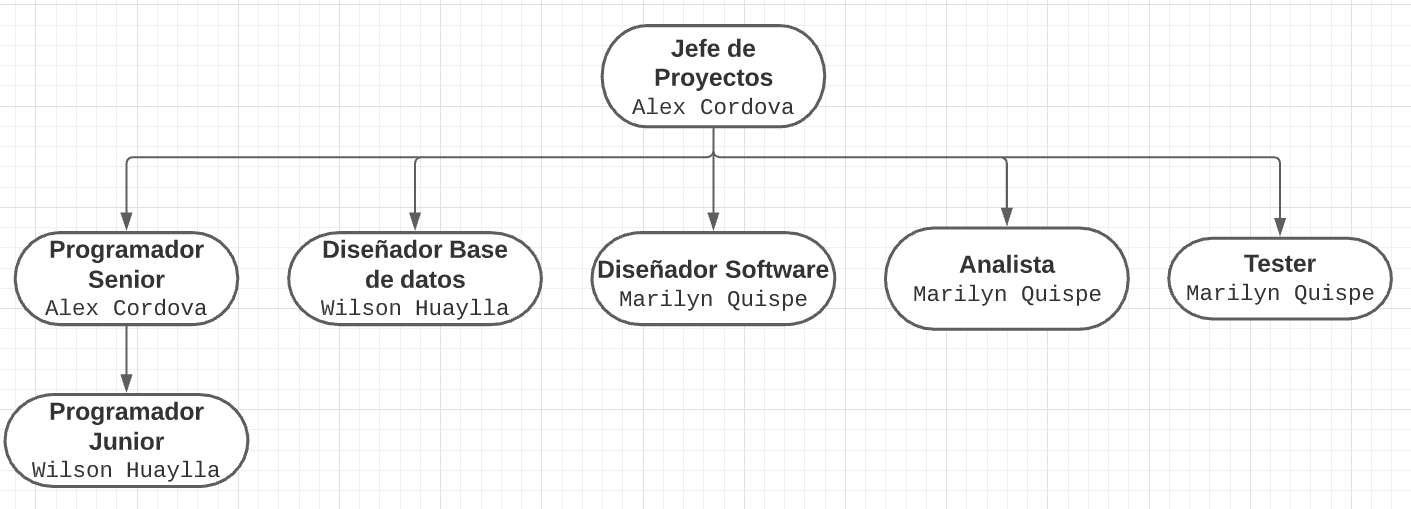 Jefe de
Proyectos
Alex Cordova
Programador
Senior
Alex Cordova
Diseñador Base
de datos
Wilson Huaylla
Diseñador Software
Marilyn Quispe
Analista
Marilyn Quispe
Tester
Marilyn Quispe
Programador
Junior
Wilson Huaylla